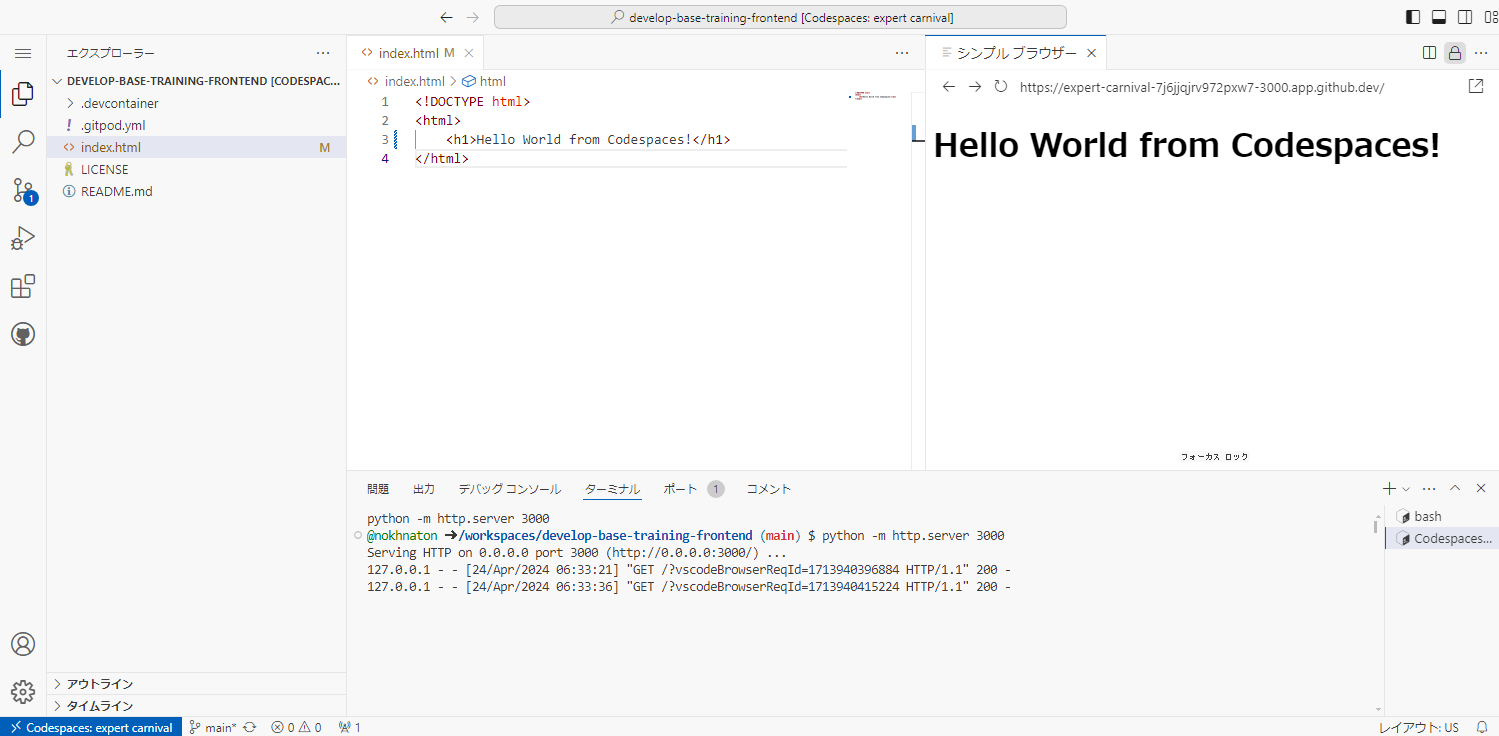 develop-base-training-frontend [Codespaces: expert carnival]
エクスプローラー
DEVELOP-BASE-TRAINING-FRONTEND [CODESPAC...
.devcontainer
! .gitpod.yml
<> index.html M
LICENSE
README.md
アウトライン
タイムライン
<> index.html M
<> index.html > html
1 <!DOCTYPE html>
2 <html>
3 <h1>Hello World from Codespaces!</h1>
4 </html>
シンプル ブラウザー
https://expert-carnival-7j6jjqjrv972pxw7-3000.app.github.dev/
Hello World from Codespaces!
フォーカス ロック
問題 出力 デバッグ コンソール ターミナル ポート 1 コメント
python -m http.server 3000
@nokhnaton ➜/workspaces/develop-base-training-frontend (main) $ python -m http.server 3000
Serving HTTP on 0.0.0.0 port 3000 (http://0.0.0.0:3000/) ...
127.0.0.1 - - [24/Apr/2024 06:33:21] "GET /?vscodeBrowserReqId=1713940396884 HTTP/1.1" 200 -
127.0.0.1 - - [24/Apr/2024 06:33:36] "GET /?vscodeBrowserReqId=1713940415224 HTTP/1.1" 200 -
bash
Codespaces...
1
Codespaces: expert carnival main* 0 0 1 レイアウト: US